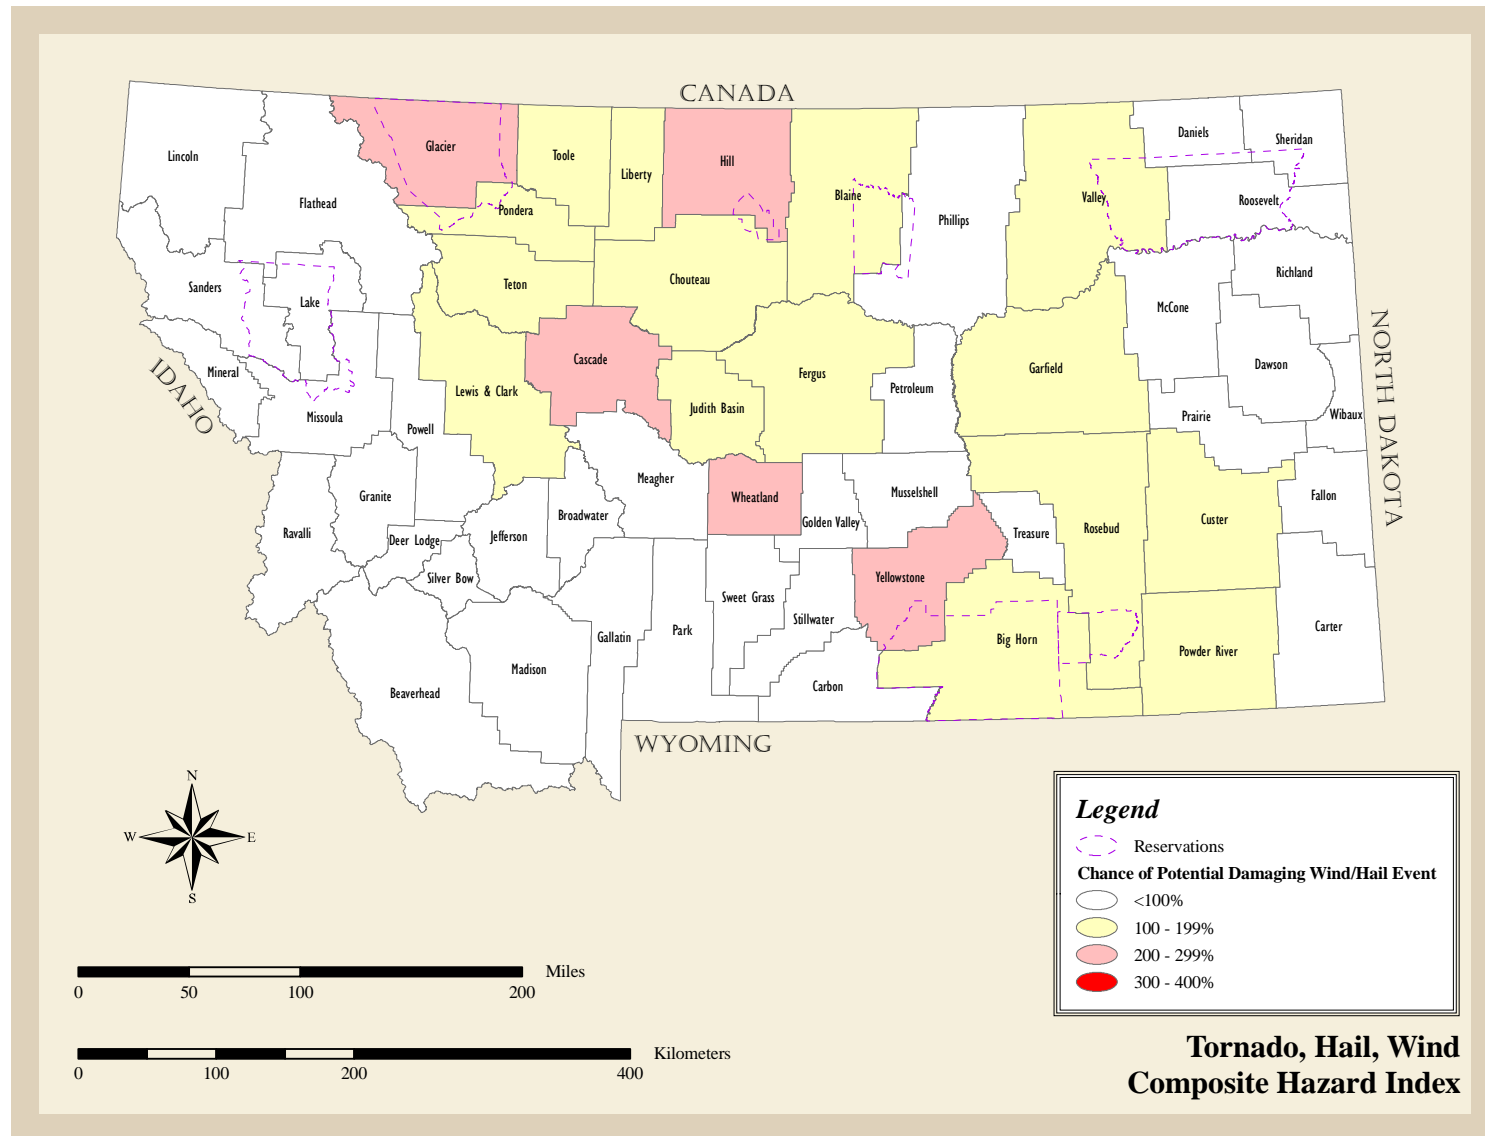 CANADA
Daniels
Sheridan
Glacier
Lincoln
Toole
Hill
Liberty
Blaine
Valley
Roosevelt
Flathead
Pondera
Phillips
Richland
Sanders
Teton
Chouteau
Lake
McCone
NORTH DAKOTA
IDAHO
Mineral
Cascade
Fergus
Garfield
Dawson
Lewis & Clark
Petroleum
Judith Basin
Missoula
Prairie
Wibaux
Powell
Meagher
Granite
Wheatland
Musselshell
Fallon
Broadwater
Golden Valley
Custer
Ravalli
Deer Lodge
Jefferson
Treasure
Rosebud
Silver Bow
Yellowstone
Sweet Grass
Stillwater
Gallatin
Park
Big Horn
Carter
Powder River
Madison
Beaverhead
Carbon
WYOMING
N
W
E
S
Legend
Reservations
Chance of Potential Damaging Wind/Hail Event
<100%
100 - 199%
200 - 299%
300 - 400%
Miles
0 50 100 200
Kilometers
0 100 200 400
Tornado, Hail, Wind
Composite Hazard Index